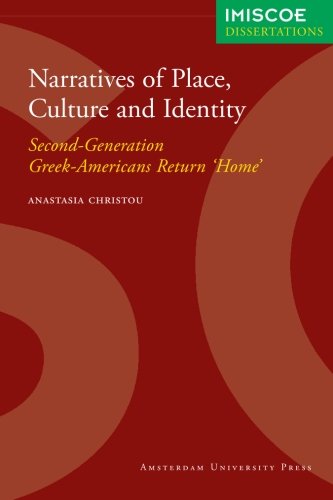 IMISCOE
DISSERTATIONS
Narratives of Place,
Culture and Identity
Second-Generation
Greek-Americans Return ‘Home’
ANASTASIA CHRISTOU
AMSTERDAM UNIVERSITY PRESS